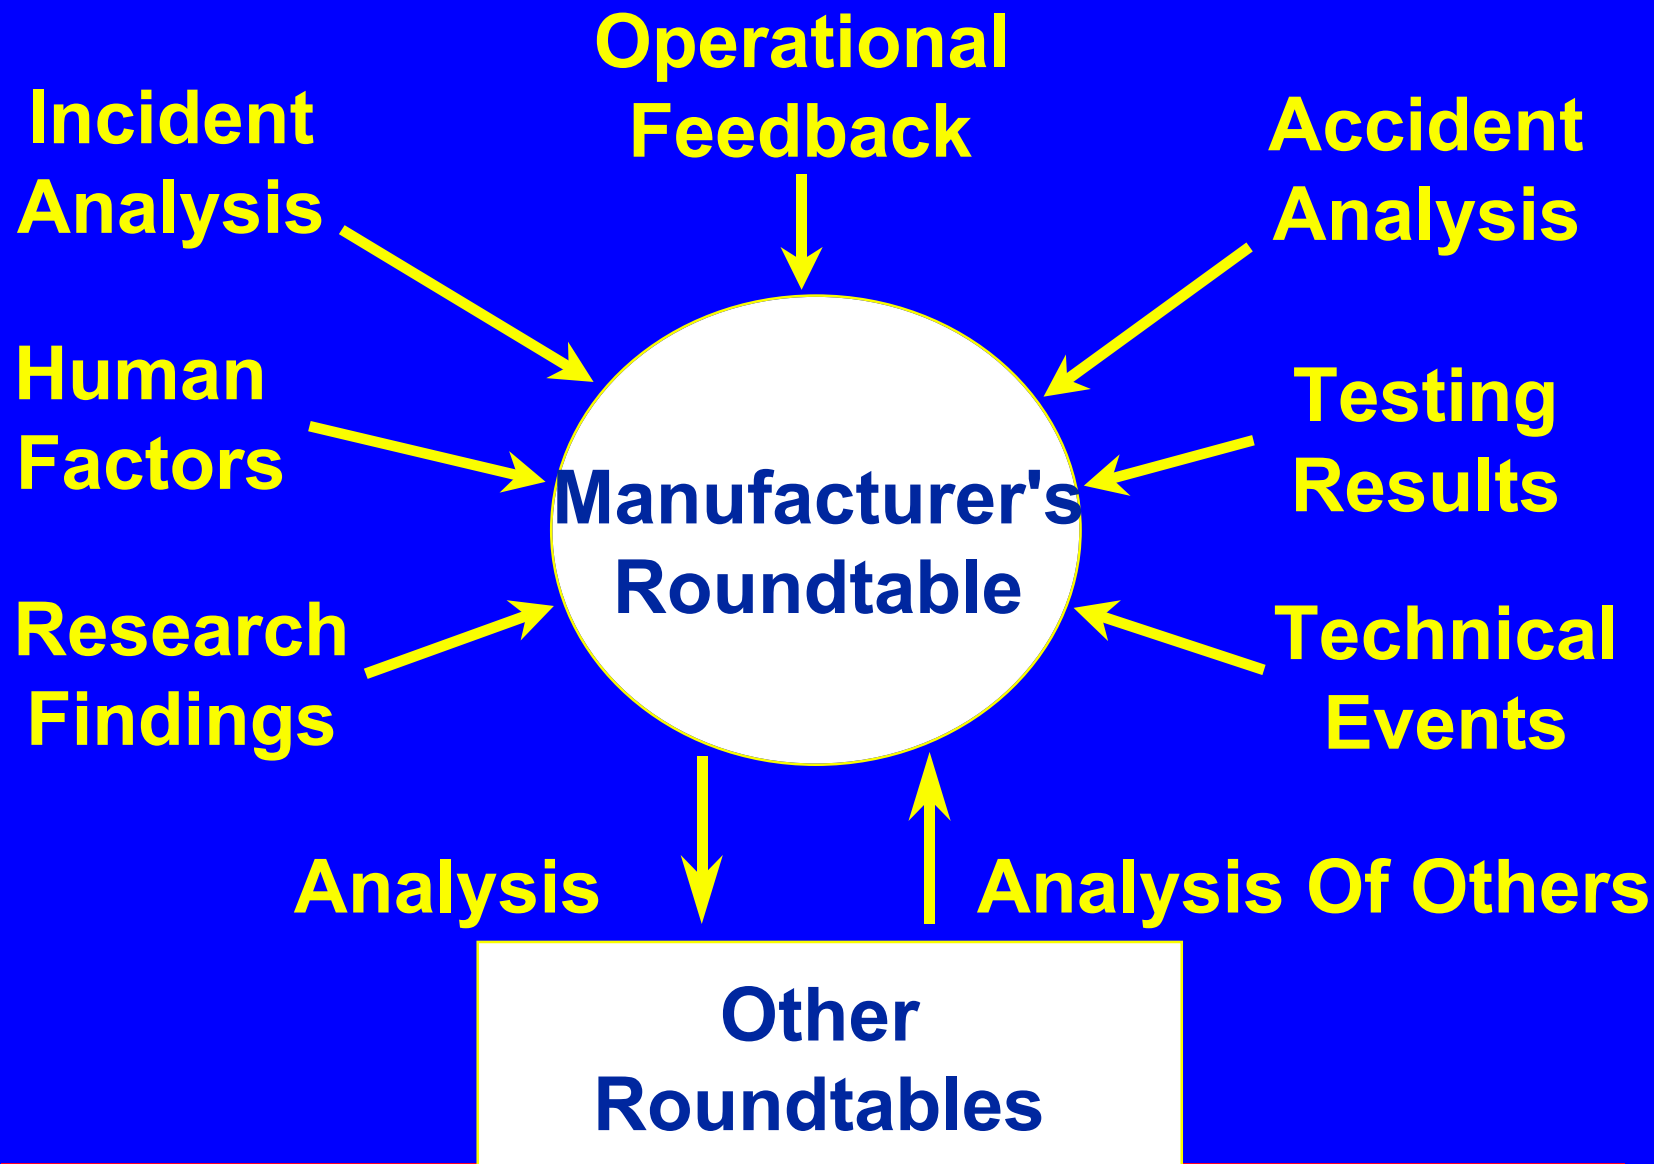 Operational
Feedback
Incident
Analysis
Accident
Analysis
Human
Factors
Testing
Results
Manufacturer's
Roundtable
Research
Findings
Technical
Events
Analysis
Analysis Of Others
Other
Roundtables